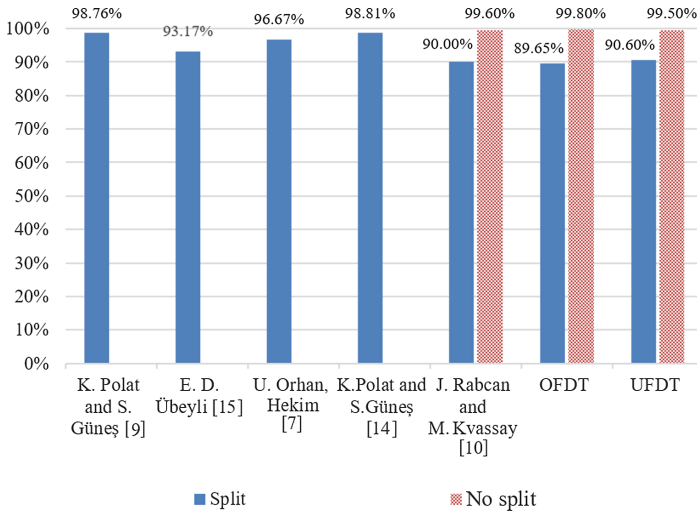 98.76% 93.17% 96.67% 98.81% 99.60% 99.80% 99.50%
90.00% 89.65% 90.60%
100%
90%
80%
70%
60%
50%
40%
30%
20%
10%
0%
K. Polat
and S.
Güneş [9]
E. D.
Übeyli [15]
U. Orhan,
Hekim
[7]
K.Polat and
S.Güneş
[14]
J. Rabcan
and
M. Kvassay
[10]
OFDT
UFDT
Split
No split